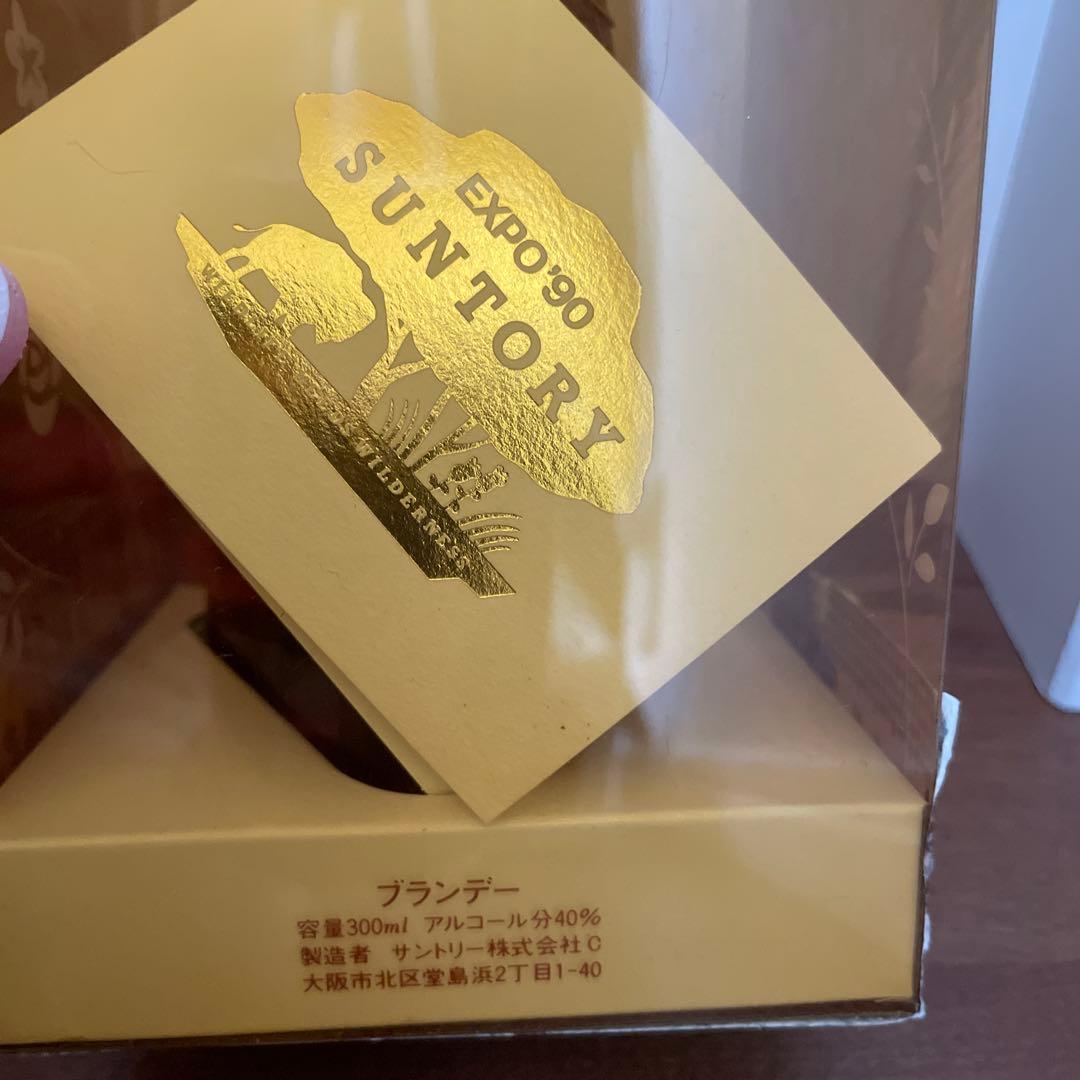 EXPO'90
SUNTORY
WILDERNESS
ブランデー
容量300ml アルコール分40%
製造者 サントリー株式会社C
大阪市北区堂島浜2丁目1-40